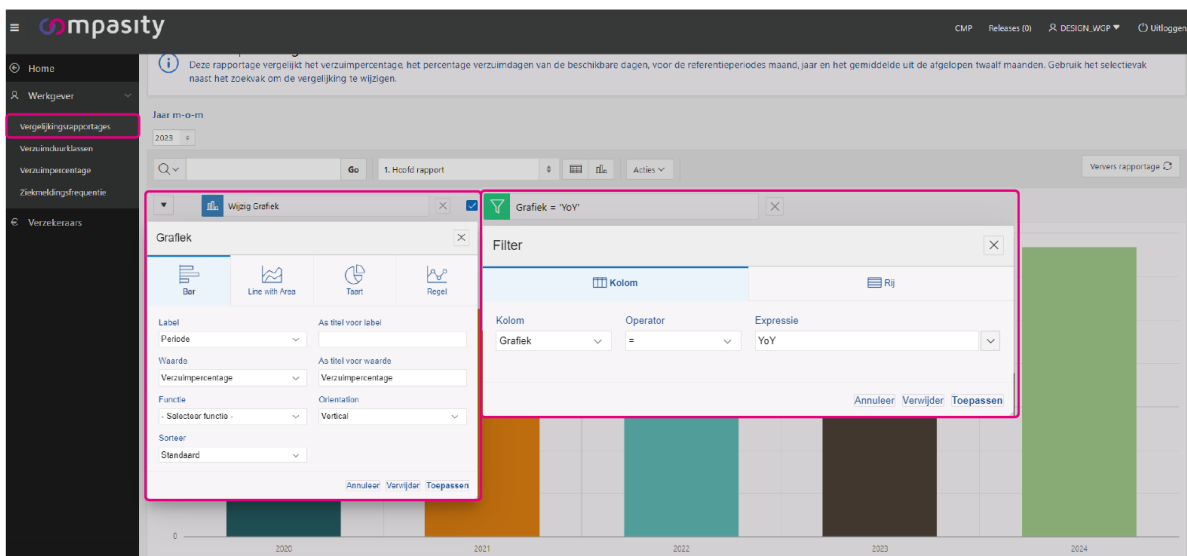 compasity
CMP Releases (0) DESIGN_WGP Uitloggen
Home
Werkgever
Vergelijkingsrapportages
Verzuimduurklassen
Verzuimpercentage
Ziekmeldingsfrequentie
€ Verzekeraars
Deze rapportage vergelijkt het verzuimpercentage, het percentage verzuimdagen van de beschikbare dagen, voor de referentieperiodes maand, jaar en het gemiddelde uit de afgelopen twaalf maanden. Gebruik het selectievak
naast het zoekvak om de vergelijking te wijzigen.
Jaar m-o-m
2023
Go 1. Hoofd rapport Acties Ververs rapportage
Wijzig Grafiek
Grafiek
Bar Line with Area Taart Regel
Label As titel voor label
Periode
Waarde As titel voor waarde
Verzuimpercentage Verzuimpercentage
Functie Orientation
- Selecteer functie - Vertical
Sorteer
Standaard
Annuleer Verwijder Toepassen
Grafiek = 'YoY'
Filter
Kolom Rij
Kolom Operator Expressie
Grafiek = YoY
Annuleer Verwijder Toepassen
0
2020 2021 2022 2023 2024